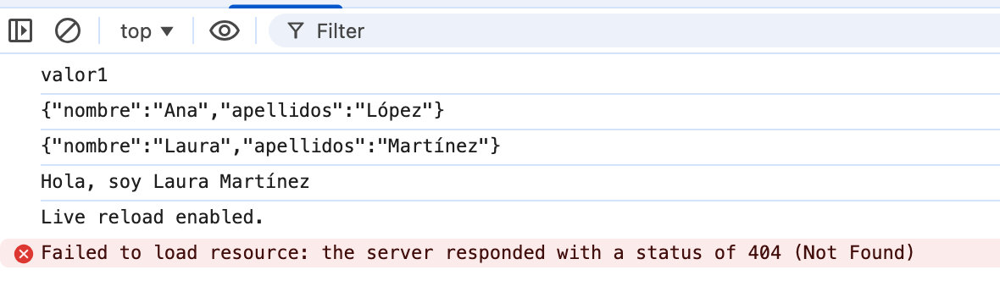 top
Filter
valor1
{"nombre":"Ana","apellidos":"López"}
{"nombre":"Laura","apellidos":"Martínez"}
Hola, soy Laura Martínez
Live reload enabled.
Failed to load resource: the server responded with a status of 404 (Not Found)